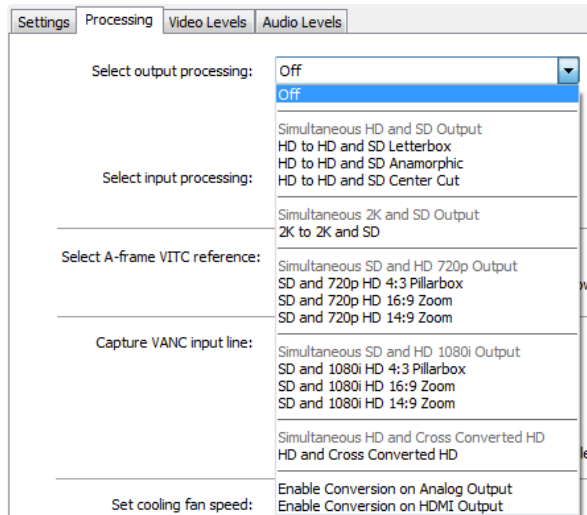 Settings Processing Video Levels Audio Levels
Select output processing: Off
Off
Simultaneous HD and SD Output
HD to HD and SD Letterbox
HD to HD and SD Anamorphic
Select input processing: HD to HD and SD Center Cut
Simultaneous 2K and SD Output
2K to 2K and SD
Select A-frame VITC reference:
Simultaneous SD and HD 720p Output
SD and 720p HD 4:3 Pillarbox
SD and 720p HD 16:9 Zoom
SD and 720p HD 14:9 Zoom
Capture VANC input line:
Simultaneous SD and HD 1080i Output
SD and 1080i HD 4:3 Pillarbox
SD and 1080i HD 16:9 Zoom
SD and 1080i HD 14:9 Zoom
Simultaneous HD and Cross Converted HD
HD and Cross Converted HD
Enable Conversion on Analog Output
Set cooling fan speed: Enable Conversion on HDMI Output